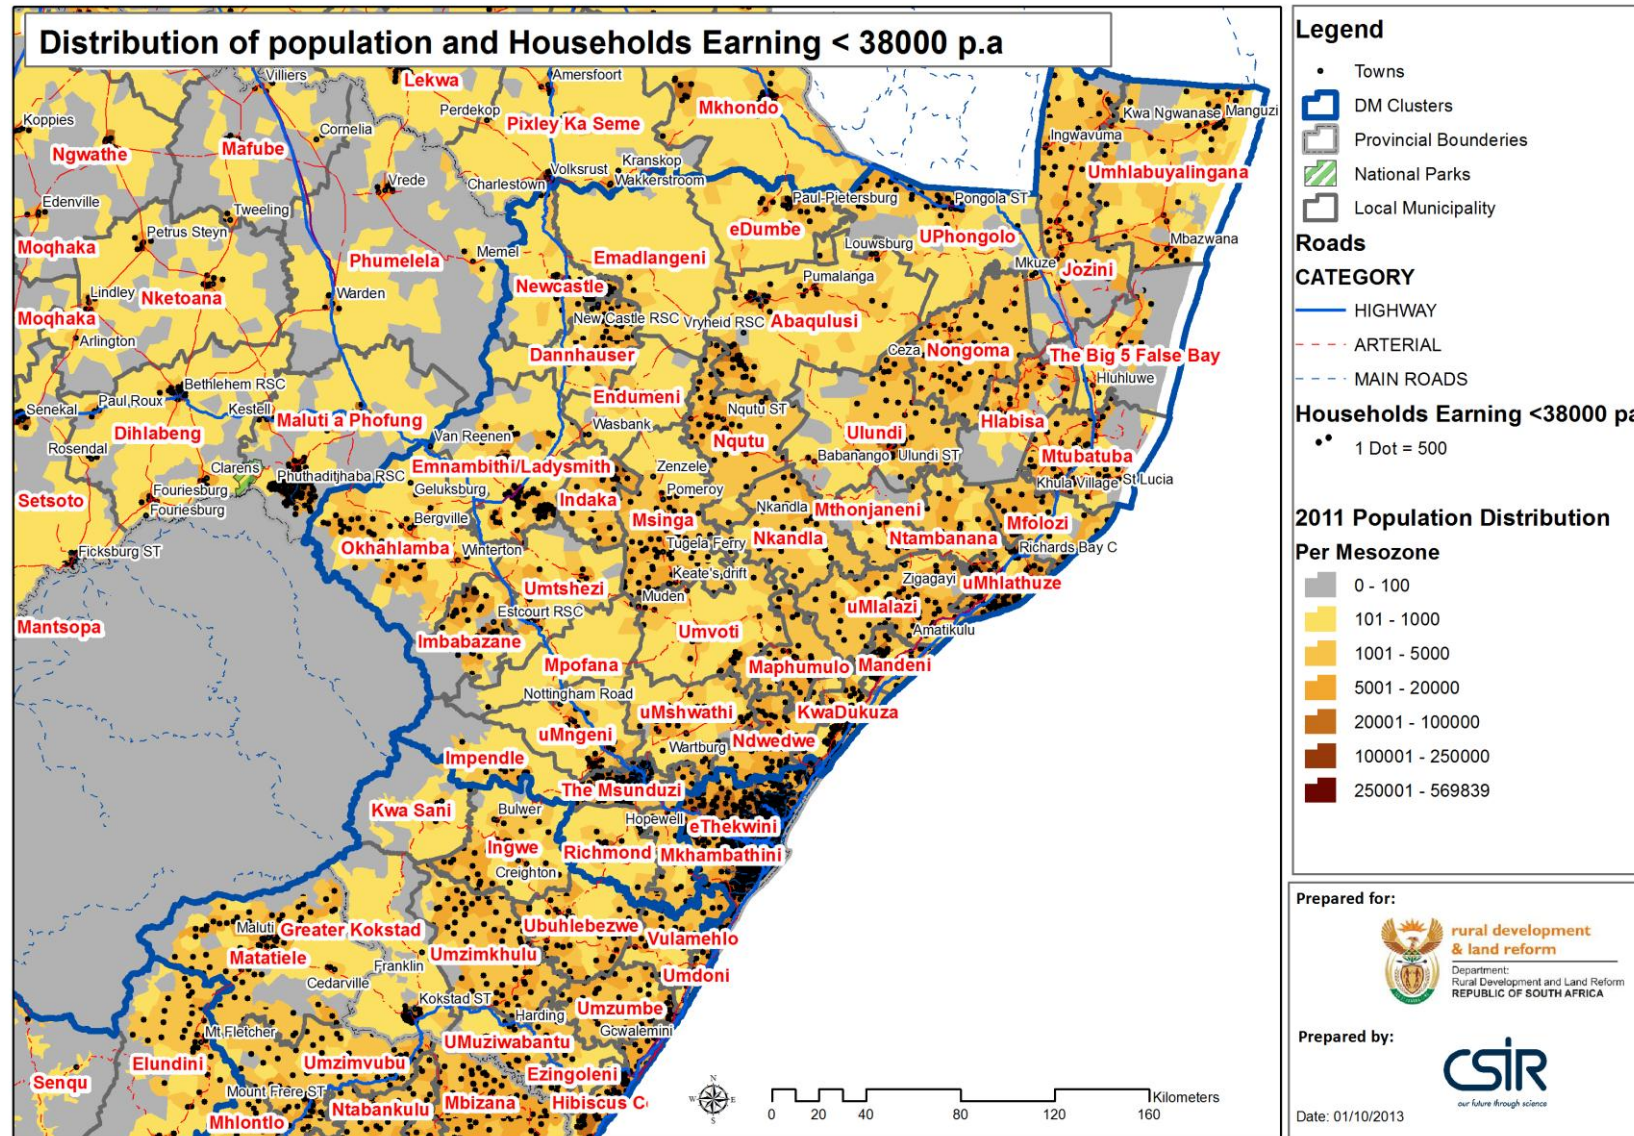 Distribution of population and Households Earning < 38000 p.a
Villiers
Lekwa
Amersfoort
Mkhondo
Kwa Ngwanase
Manguzi
Koppies
Cornelia
Perdekop
Pixley Ka Seme
Ingwavuma
Ngwathe
Mafube
Kranskop
Umhlabuyalingana
Vrede
Charlestown
Volksrust
Wakkerstroom
Edenville
Tweeling
Paul-Pietersburg
Pongola ST
Petrus Steyn
eDumbe
UPhongolo
Mbazwana
Moqhaka
Phumelela
Memel
Emadlangeni
Louwsburg
Mkuze
Jozini
Lindley
Nketoana
Warden
Newcastle
Pumalanga
Moqhaka
New Castle RSC
Vryheid RSC
Abaqulusi
Arlington
Dannhauser
Ceza
Nongoma
The Big 5 False Bay
Bethlehem RSC
Hluhluwe
Senekal
Paul Roux
Kestell
Maluti a Phofung
Endumeni
Nqutu ST
Hlabisa
Dihlabeng
Van Reenen
Wasbank
Nqutu
Ulundi
Rosendal
Babanango
Ulundi ST
Mtubatuba
Clarens
Phuthaditjhaba RSC
Emnambithi/Ladysmith
Zenzele
Khula Village
St Lucia
Setsoto
Fouriesburg
Fouriesburg
Geluksburg
Indaka
Pomeroy
Nkandla
Mthonjaneni
Bergville
Msinga
Mfolozi
Ficksburg ST
Okhahlamba
Winterton
Tugela Ferry
Nkandla
Ntambanana
Richards Bay C
Keate's drift
Zigagayi
uMhlathuze
Umtshezi
Muden
uMlalazi
Mantsopa
Estcourt RSC
Imbabazane
Umvoti
Amatikulu
Mpofana
Maphumulo
Mandeni
Nottingham Road
uMshwathi
KwaDukuza
uMngeni
Wartburg
Ndwedwe
Impendle
The Msunduzi
Kwa Sani
Bulwer
Hopewell
eThekwini
Ingwe
Richmond
Mkhambathini
Creighton
Maluti
Greater Kokstad
Ubuhlebezwe
Vulamehlo
Matatiele
Umzimkhulu
Franklin
Umdoni
Cedarville
Kokstad ST
Harding
Umzumbe
Mt Fletcher
UMuziwabantu
Gcwalemini
Elundini
Umzimvubu
Ezingoleni
Senqu
Mount Frere ST
Ntabankulu
Mbizana
Hibiscus Co
Mhlontlo
N
W
E
S
Kilometers
0 20 40 80 120 160
Legend
Towns
DM Clusters
Provincial Bounderies
National Parks
Local Municipality
Roads
CATEGORY
HIGHWAY
ARTERIAL
MAIN ROADS
Households Earning <38000 pa
1 Dot = 500
2011 Population Distribution
Per Mesozone
0 - 100
101 - 1000
1001 - 5000
5001 - 20000
20001 - 100000
100001 - 250000
250001 - 569839
Prepared for:
rural development
& land reform
Department:
Rural Development and Land Reform
REPUBLIC OF SOUTH AFRICA
Prepared by:
CSIR
our future through science
Date: 01/10/2013